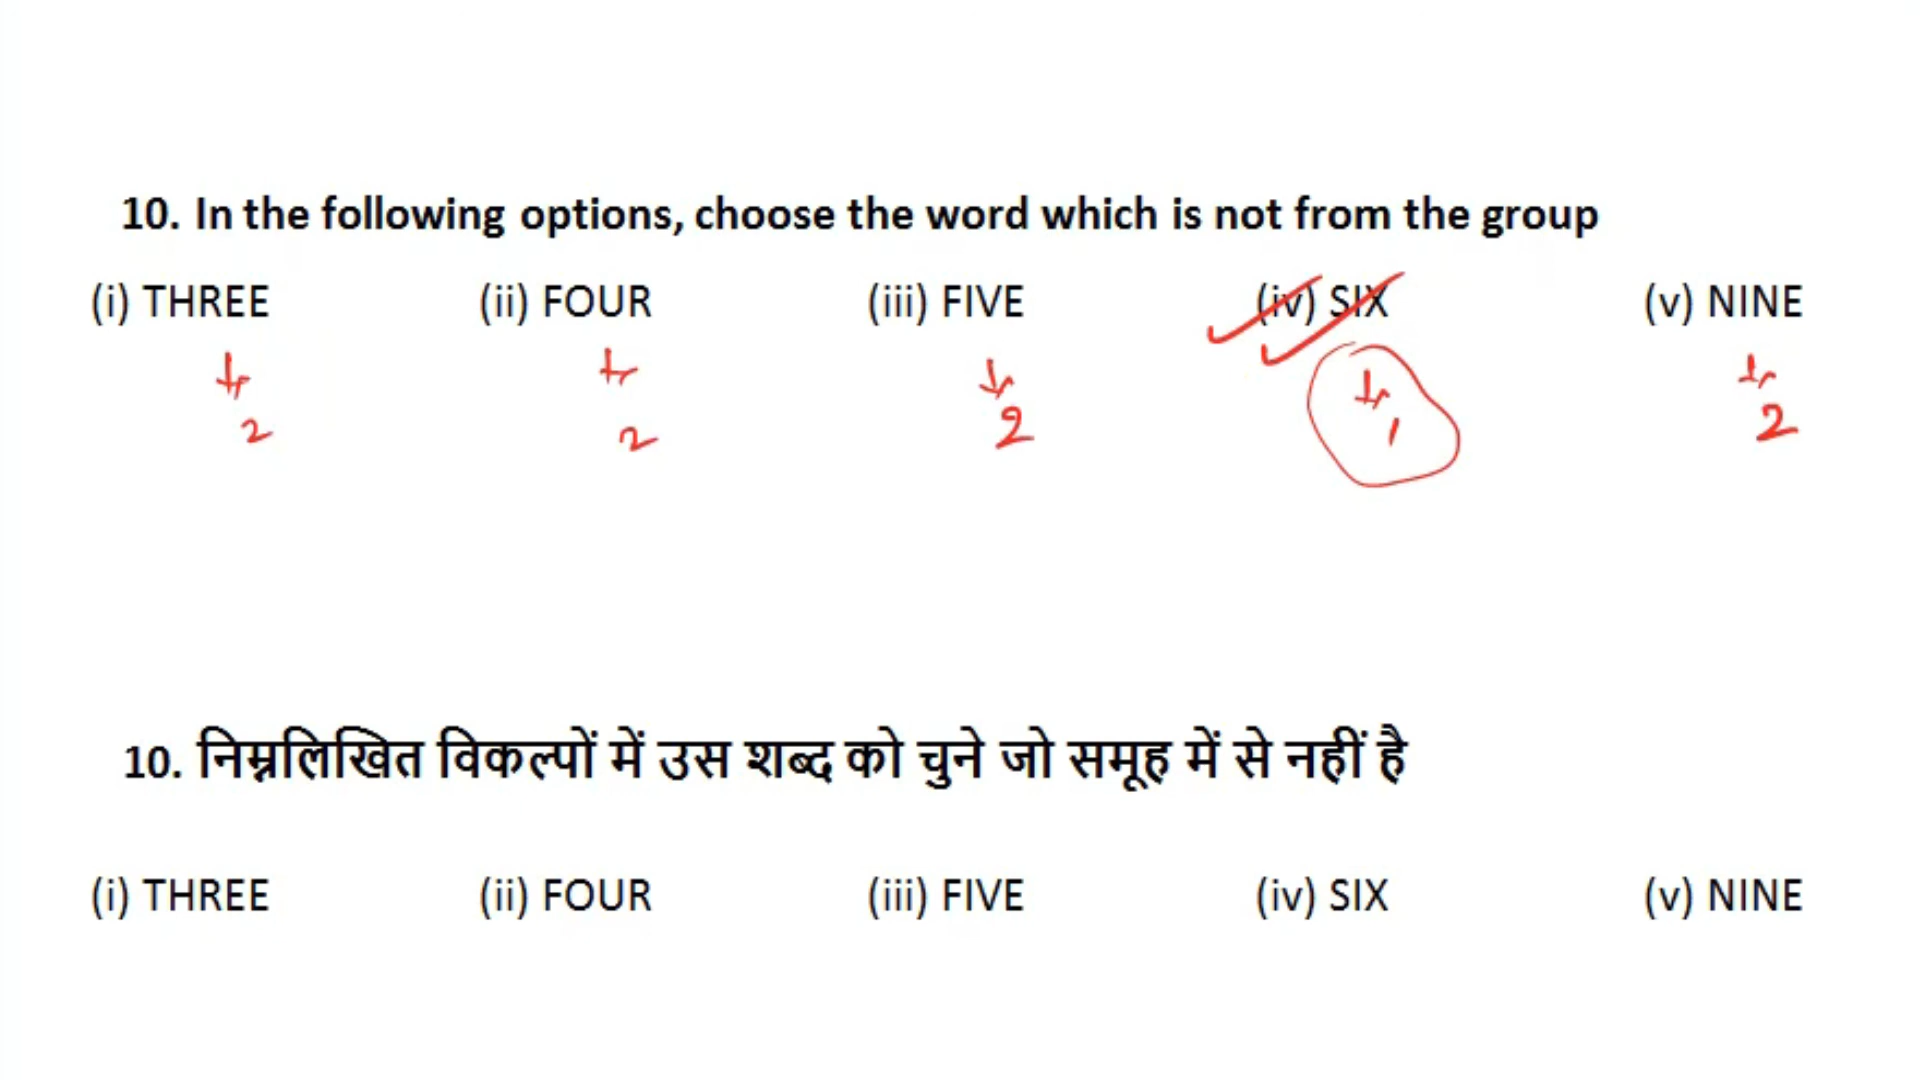 10. In the following options, choose the word which is not from the group
(i) THREE (ii) FOUR (iii) FIVE (iv) SIX (v) NINE
2 2 2 1 2
10. निम्नलिखित विकल्पों में उस शब्द को चुने जो समूह में से नहीं है
(i) THREE (ii) FOUR (iii) FIVE (iv) SIX (v) NINE